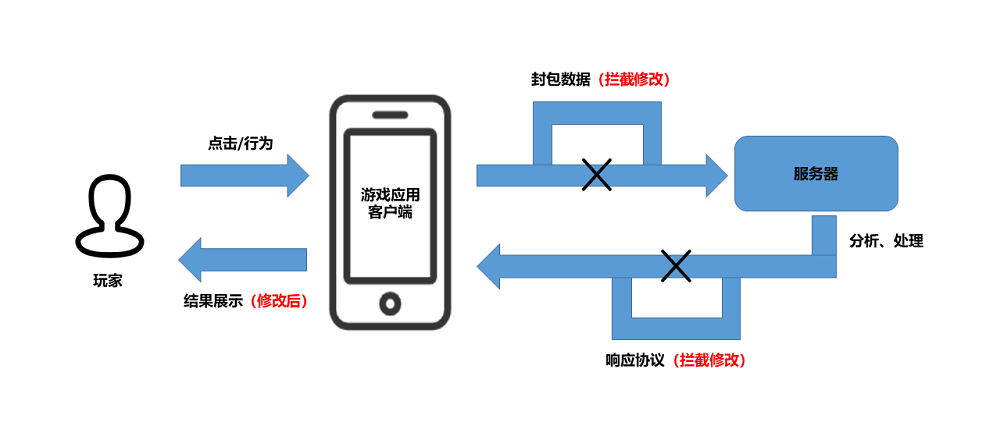 封包数据（拦截修改）
点击/行为
服务器
游戏应用
客户端
分析、处理
玩家
结果展示（修改后）
响应协议（拦截修改）